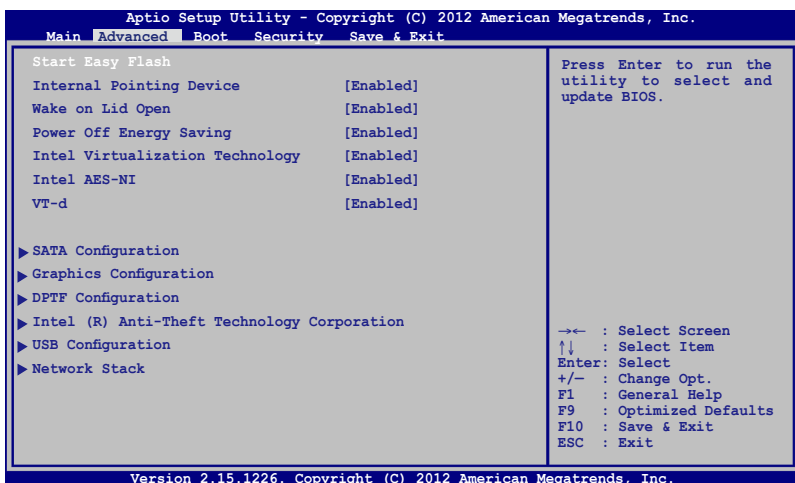 Aptio Setup Utility - Copyright (C) 2012 American Megatrends, Inc.
Main Advanced Boot Security Save & Exit
Start Easy Flash
Internal Pointing Device [Enabled]
Wake on Lid Open [Enabled]
Power Off Energy Saving [Enabled]
Intel Virtualization Technology [Enabled]
Intel AES-NI [Enabled]
VT-d [Enabled]
SATA Configuration
Graphics Configuration
DPTF Configuration
Intel (R) Anti-Theft Technology Corporation
USB Configuration
Network Stack
Press Enter to run the
utility to select and
update BIOS.
→← : Select Screen
↑↓ : Select Item
Enter: Select
+/— : Change Opt.
F1 : General Help
F9 : Optimized Defaults
F10 : Save & Exit
ESC : Exit
Version 2.15.1226. Copyright (C) 2012 American Megatrends, Inc.